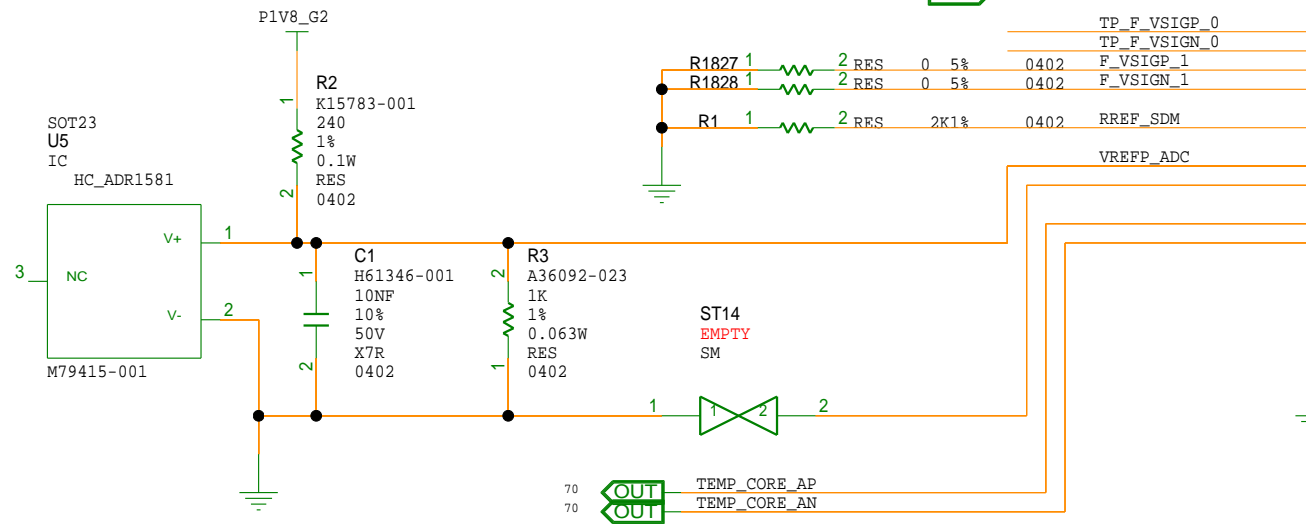 P1V8_G2
TP_F_VSIGP_0
TP_F_VSIGN_0
R1827 1 2 RES 0 5% 0402 F_VSIGP_1
R1828 1 2 RES 0 5% 0402 F_VSIGN_1
R1 1 2 RES 2K1% 0402 RREF_SDM
VREFP_ADC
1
R2
K15783-001
240
1%
0.1W
RES
0402
2
SOT23
U5
IC
HC_ADR1581
V+ 1
3 NC
V- 2
M79415-001
1
C1
H61346-001
10NF
10%
50V
X7R
0402
2
2
R3
A36092-023
1K
1%
0.063W
RES
0402
1
ST14
EMPTY
SM
1 1 2 2
70 OUT TEMP_CORE_AP
70 OUT TEMP_CORE_AN